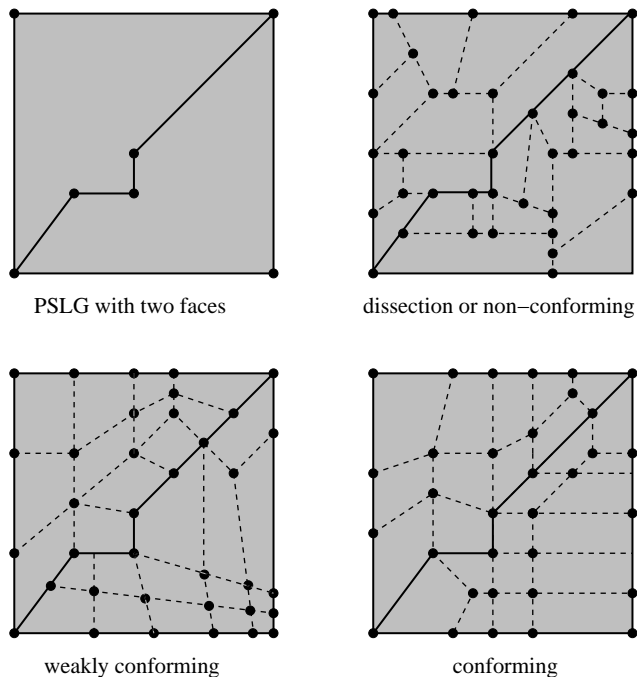 PSLG with two faces
dissection or non−conforming
weakly conforming
conforming